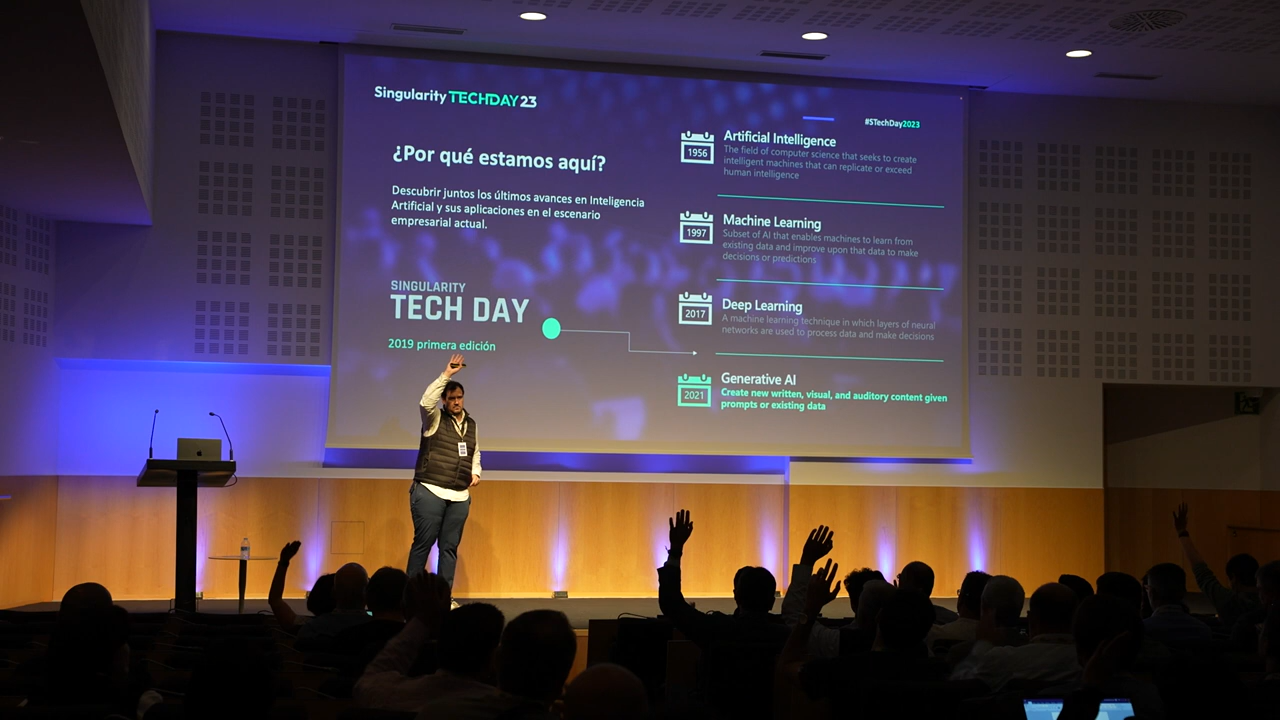 Singularity TECHDAY 23
#STechDay2023
¿Por qué estamos aquí?
Descubrir juntos los últimos avances en Inteligencia
Artificial y sus aplicaciones en el escenario
empresarial actual.
SINGULARITY
TECH DAY
2019 primera edición
1956
Artificial Intelligence
The field of computer science that seeks to create
intelligent machines that can replicate or exceed
human intelligence
1997
Machine Learning
Subset of AI that enables machines to learn from
existing data and improve upon that data to make
decisions or predictions
2017
Deep Learning
A machine learning technique in which layers of neural
networks are used to process data and make decisions
2021
Generative AI
Create new written, visual, and auditory content given
prompts or existing data